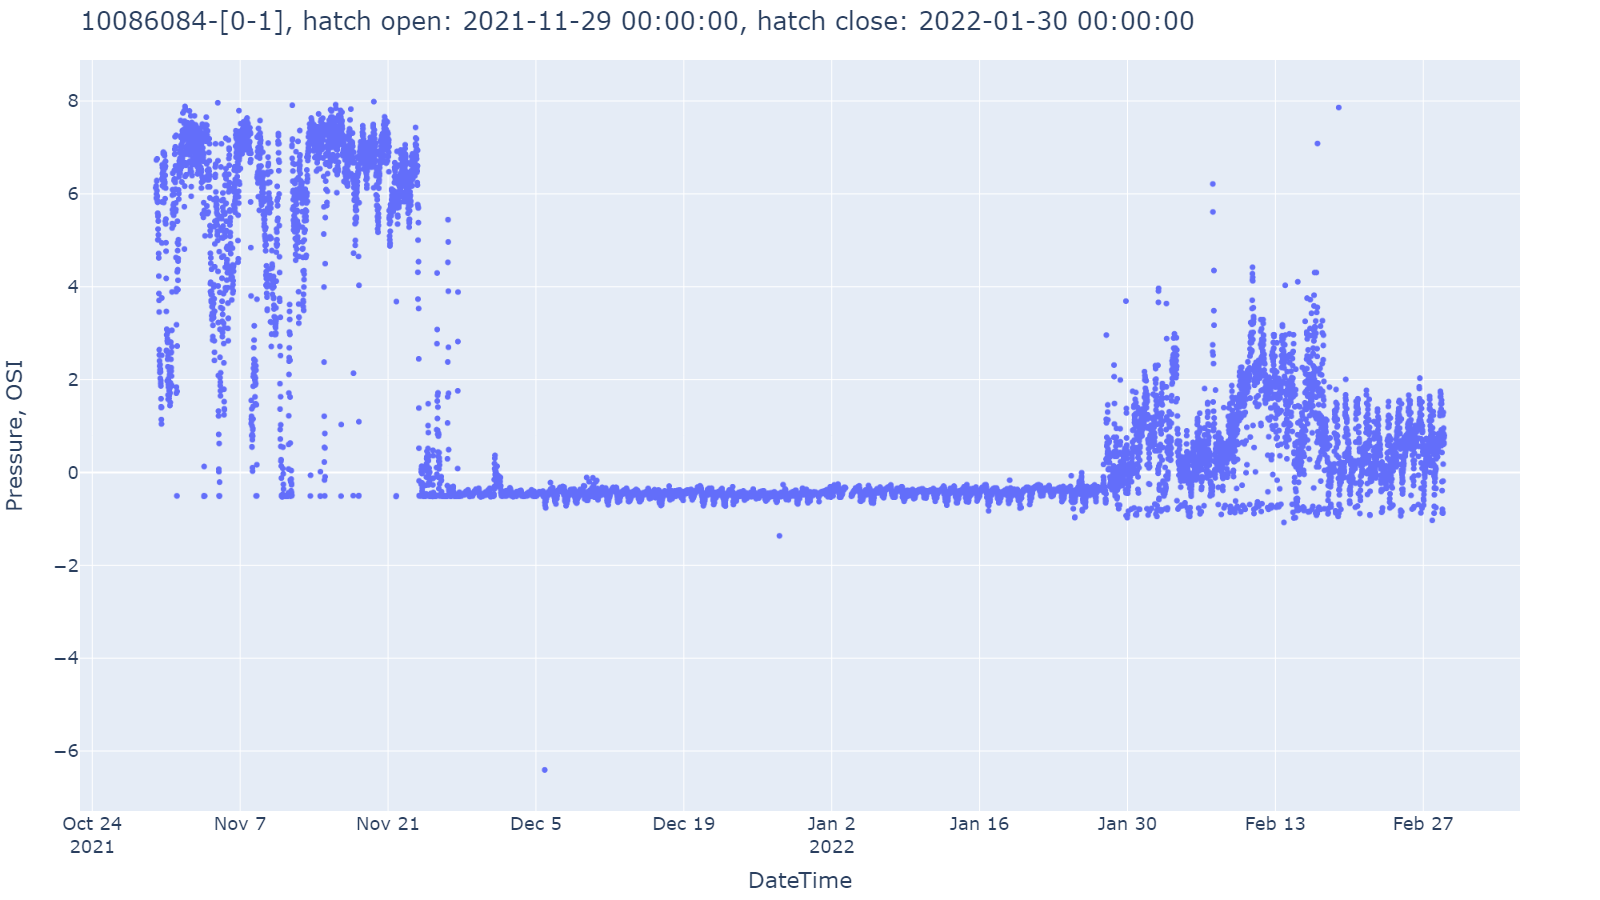 10086084-[0-1], hatch open: 2021-11-29 00:00:00, hatch close: 2022-01-30 00:00:00
Pressure, OSI
8
6
4
2
0
−2
−4
−6
Oct 24
2021
Nov 7
Nov 21
Dec 5
Dec 19
Jan 2
2022
Jan 16
Jan 30
Feb 13
Feb 27
DateTime